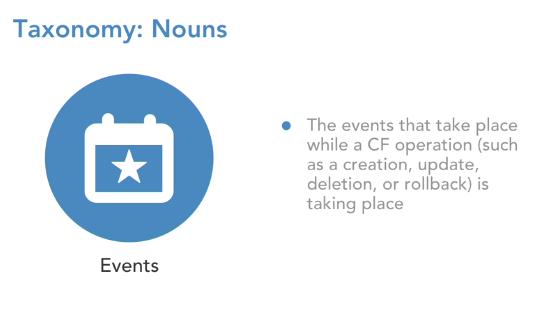 Taxonomy: Nouns
The events that take place
while a CF operation (such
as a creation, update,
deletion, or rollback) is
taking place
Events